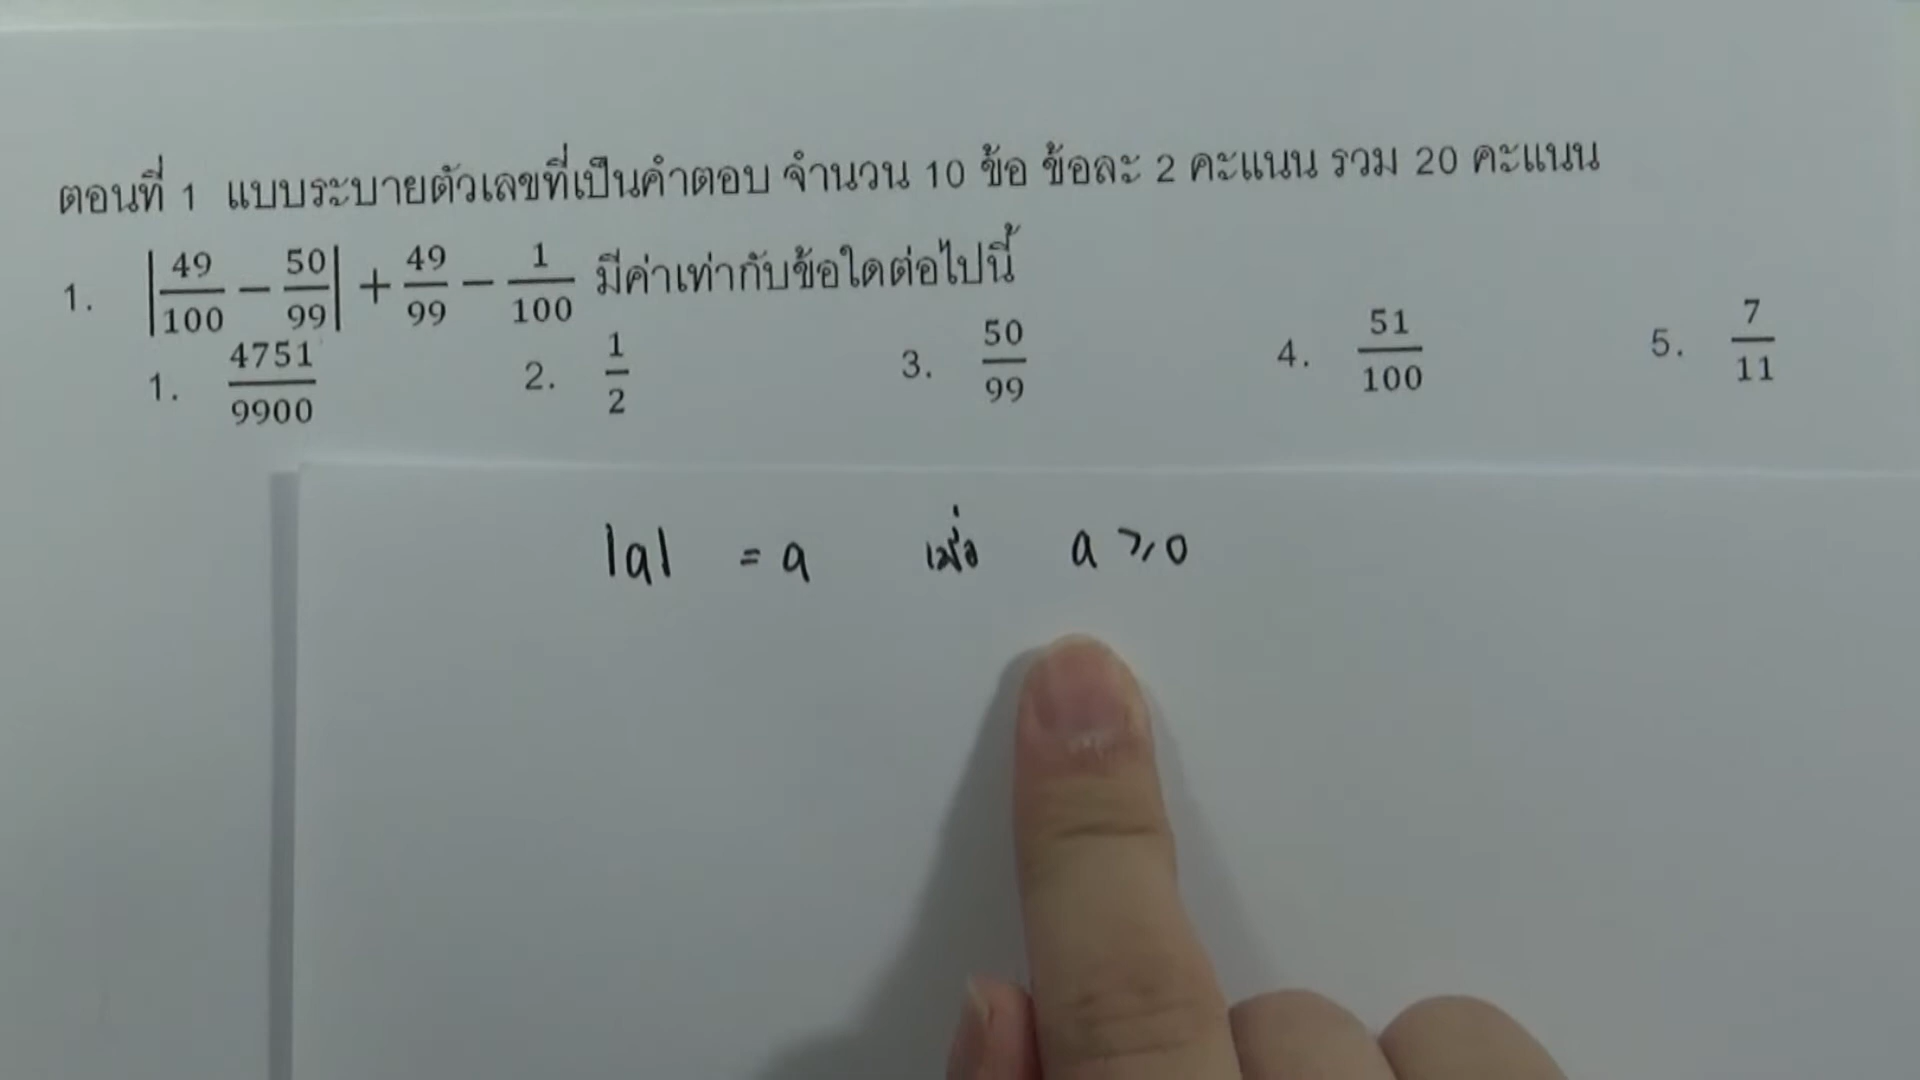 ตอนที่ 1 แบบระบายตัวเลขที่เป็นคำตอบ จำนวน 10 ข้อ ข้อละ 2 คะแนน รวม 20 คะแนน
1. |49/100 − 50/99| + 49/99 − 1/100 มีค่าเท่ากับข้อใดต่อไปนี้
1. 4751/9900 2. 1/2 3. 50/99 4. 51/100 5. 7/11
|a| = a เมื่อ a ≥ 0